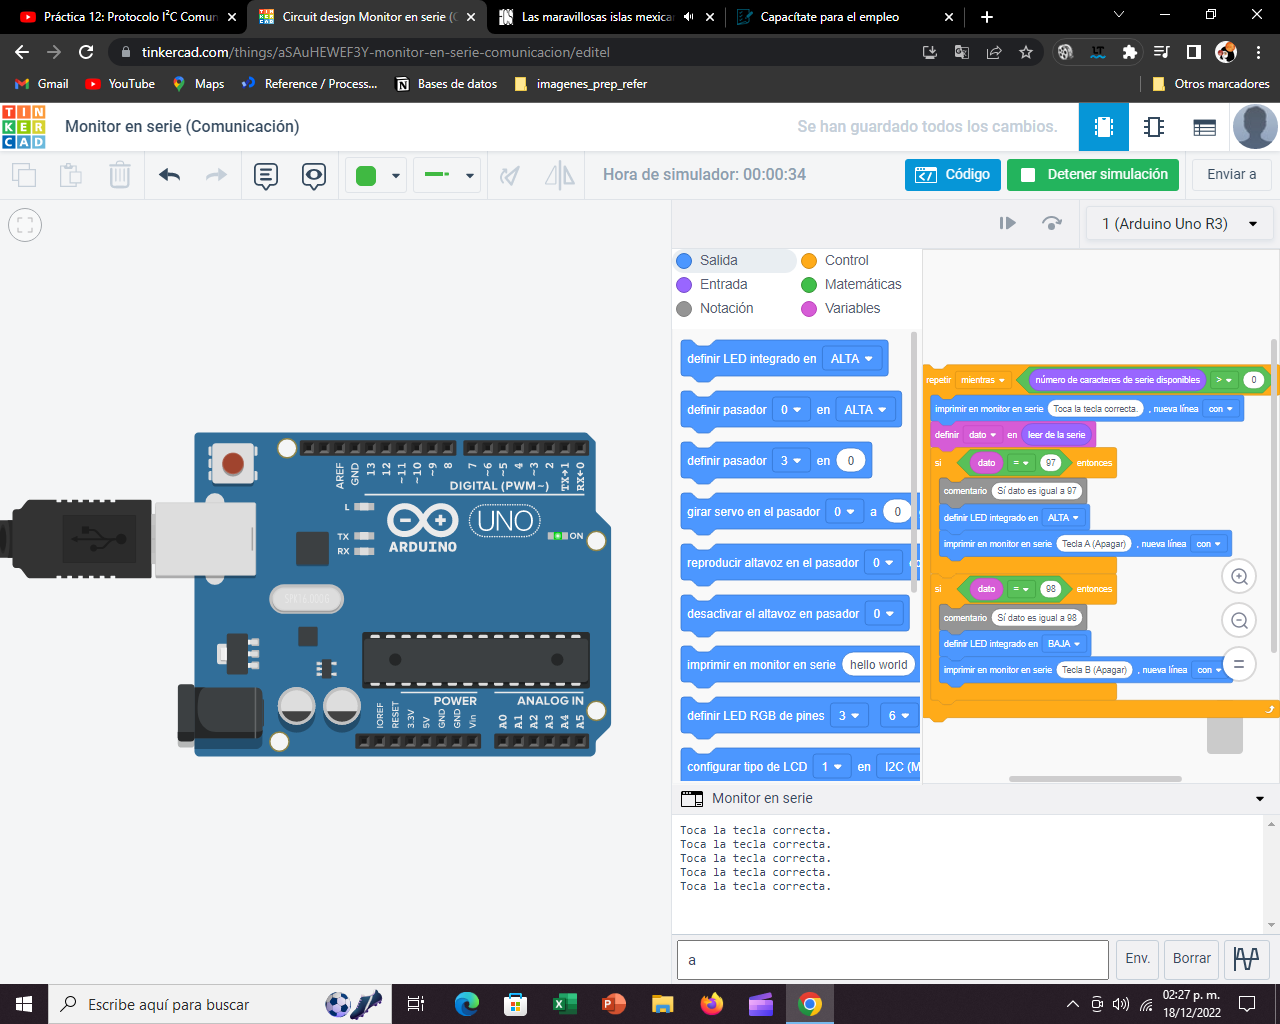 Práctica 12: Protocolo I²C Comun
Circuit design Monitor en serie (C
Las maravillosas islas mexican
Capacítate para el empleo
tinkercad.com/things/aSAuHEWEF3Y-monitor-en-serie-comunicacion/editel
Gmail
YouTube
Maps
Reference / Process...
Bases de datos
imagenes_prep_refer
Otros marcadores
TIN
KER
CAD
Monitor en serie (Comunicación)
Se han guardado todos los cambios.
Hora de simulador: 00:00:34
Código
Detener simulación
Enviar a
1 (Arduino Uno R3)
Salida
Control
Entrada
Matemáticas
Notación
Variables
definir LED integrado en ALTA
definir pasador 0 en ALTA
definir pasador 3 en 0
girar servo en el pasador 0 a 0
reproducir altavoz en el pasador 0 co
desactivar el altavoz en pasador 0
imprimir en monitor en serie hello world
definir LED RGB de pines 3 6
configurar tipo de LCD 1 en I2C (M
repetir mientras número de caracteres de serie disponibles > 0
imprimir en monitor en serie Toca la tecla correcta. , nueva línea con
definir dato en leer de la serie
si dato = 97 entonces
comentario Sí dato es igual a 97
definir LED integrado en ALTA
imprimir en monitor en serie Tecla A (Apagar) , nueva línea con
si dato = 98 entonces
comentario Sí dato es igual a 98
definir LED integrado en BAJA
imprimir en monitor en serie Tecla B (Apagar) , nueva línea con
AREF
GND
13
12
~11
~10
~9
8
7
~6
~5
4
~3
2
TX→1
RX←0
DIGITAL (PWM~)
L
TX
RX
ARDUINO
UNO
ON
POWER
ANALOG IN
IOREF
RESET
3.3V
5V
GND
GND
Vin
A0
A1
A2
A3
A4
A5
Monitor en serie
Toca la tecla correcta.
Toca la tecla correcta.
Toca la tecla correcta.
Toca la tecla correcta.
Toca la tecla correcta.
a
Env.
Borrar
Escribe aquí para buscar
02:27 p. m.
18/12/2022